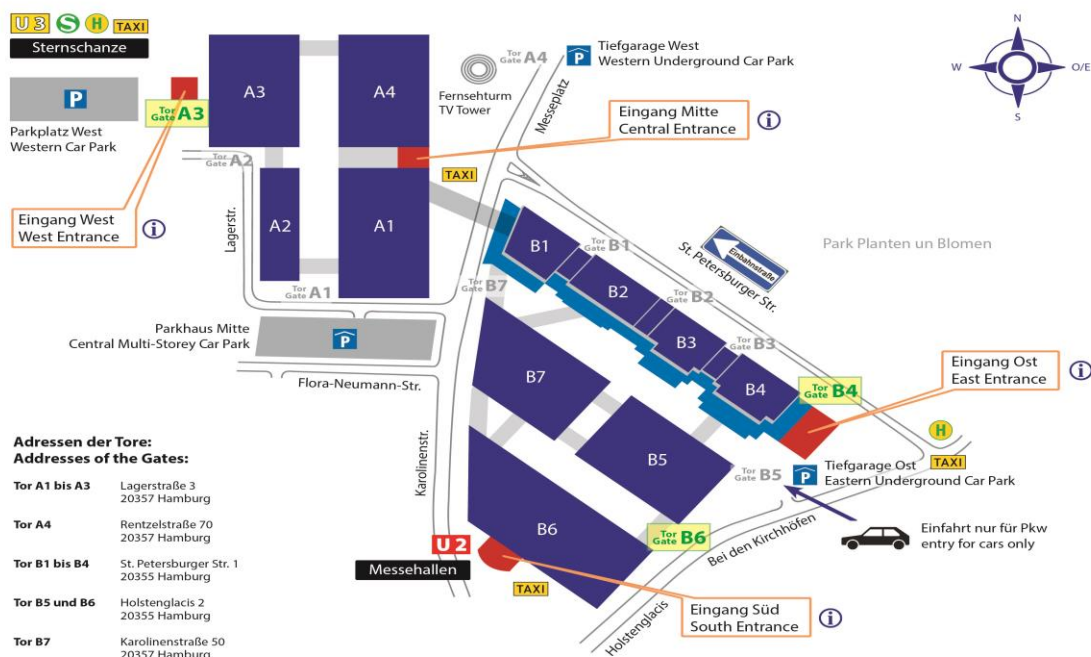 U3 S H TAXI
Sternschanze
P
Parkplatz West
Western Car Park
Tor
Gate A3
A3
A4
Tor
Gate A2
Eingang West
West Entrance
i
Lagerstr.
A2
A1
Tor
Gate A1
Fernsehturm
TV Tower
Tor
Gate A4
Messeplatz
P
Tiefgarage West
Western Underground Car Park
Eingang Mitte
Central Entrance
i
TAXI
N
W
O/E
S
Parkhaus Mitte
Central Multi-Storey Car Park
P
Flora-Neumann-Str.
Karolinenstr.
Tor
Gate B7
B1
Tor
Gate B1
B2
Tor
Gate B2
B3
Tor
Gate B3
B4
Tor
Gate B4
Einbahnstraße
St. Petersburger Str.
Park Planten un Blomen
Eingang Ost
East Entrance
i
H
TAXI
B7
B5
B6
Tor
Gate B5
P
Tiefgarage Ost
Eastern Underground Car Park
Tor
Gate B6
Bei den Kirchhöfen
Einfahrt nur für Pkw
entry for cars only
U2
Messehallen
TAXI
Eingang Süd
South Entrance
i
Holstenglacis
Adressen der Tore:
Addresses of the Gates:
Tor A1 bis A3 Lagerstraße 3
20357 Hamburg
Tor A4 Rentzelstraße 70
20357 Hamburg
Tor B1 bis B4 St. Petersburger Str. 1
20355 Hamburg
Tor B5 und B6 Holstenglacis 2
20355 Hamburg
Tor B7 Karolinenstraße 50
20357 Hamburg